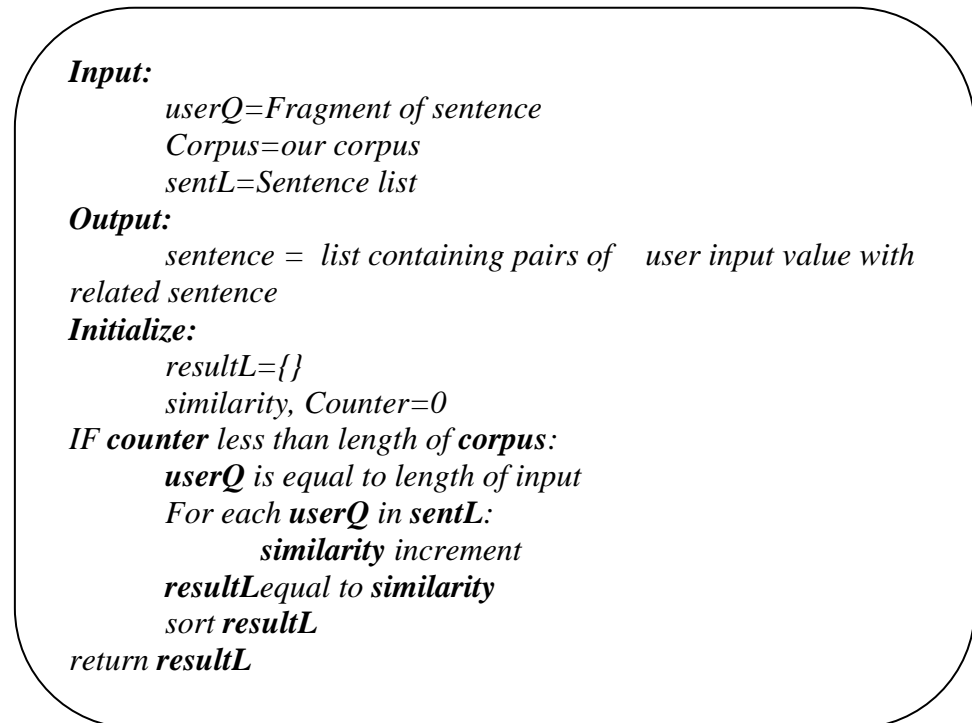 Input:
userQ=Fragment of sentence
Corpus=our corpus
sentL=Sentence list
Output:
sentence = list containing pairs of user input value with
related sentence
Initialize:
resultL={}
similarity, Counter=0
IF counter less than length of corpus:
userQ is equal to length of input
For each userQ in sentL:
similarity increment
resultLequal to similarity
sort resultL
return resultL